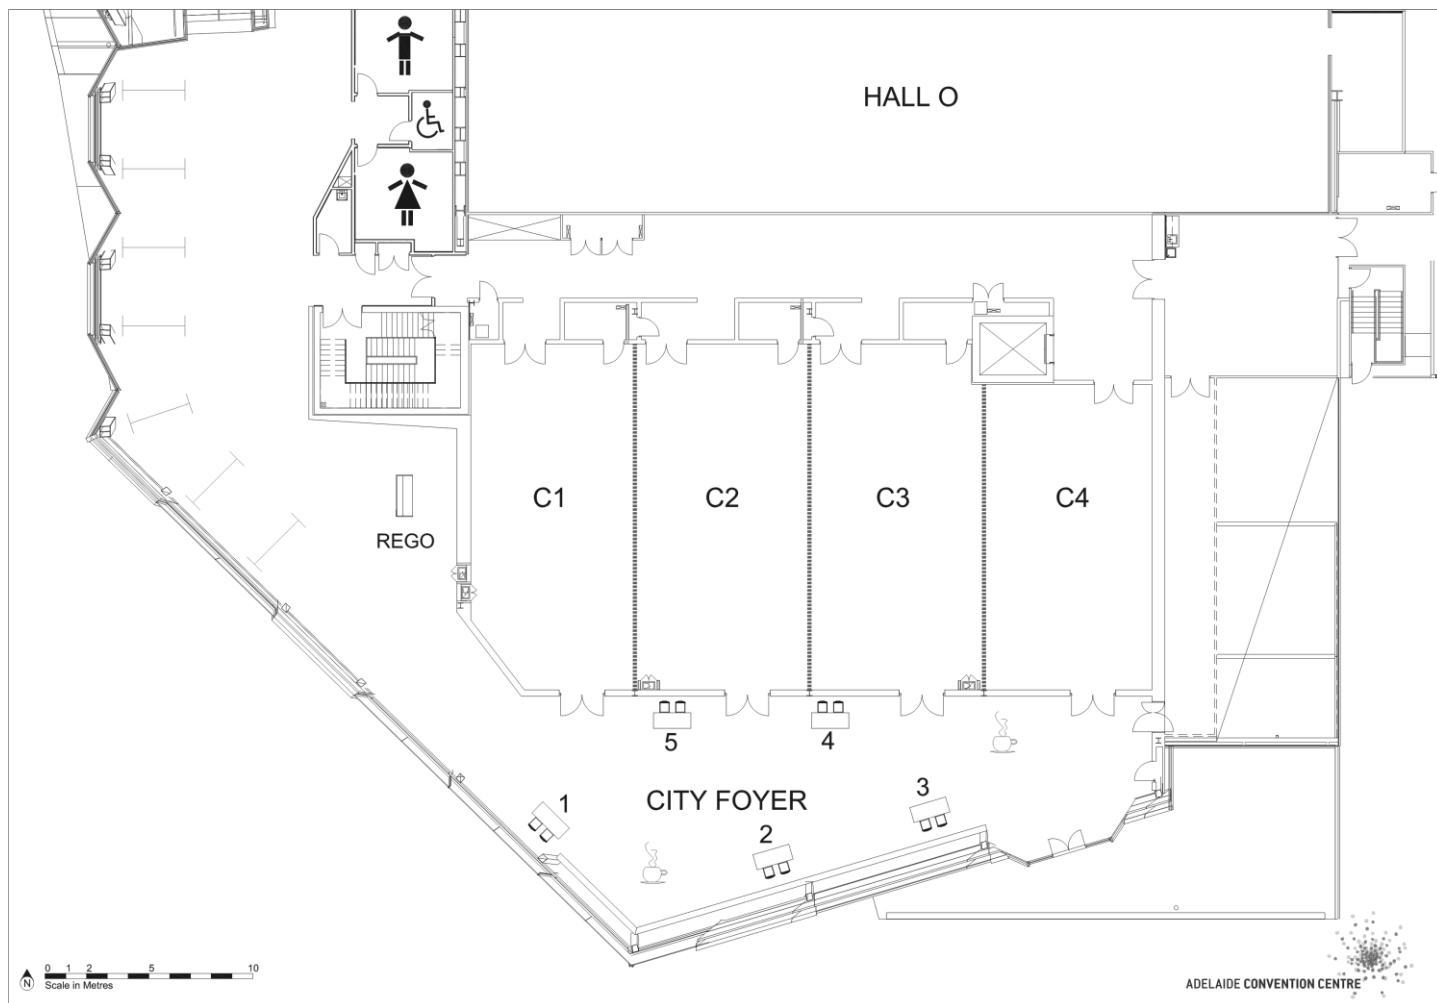 HALL O
C1
C2
C3
C4
REGO
5
4
1
CITY FOYER
3
2
0 1 2 5 10
Scale in Metres
N
ADELAIDE CONVENTION CENTRE